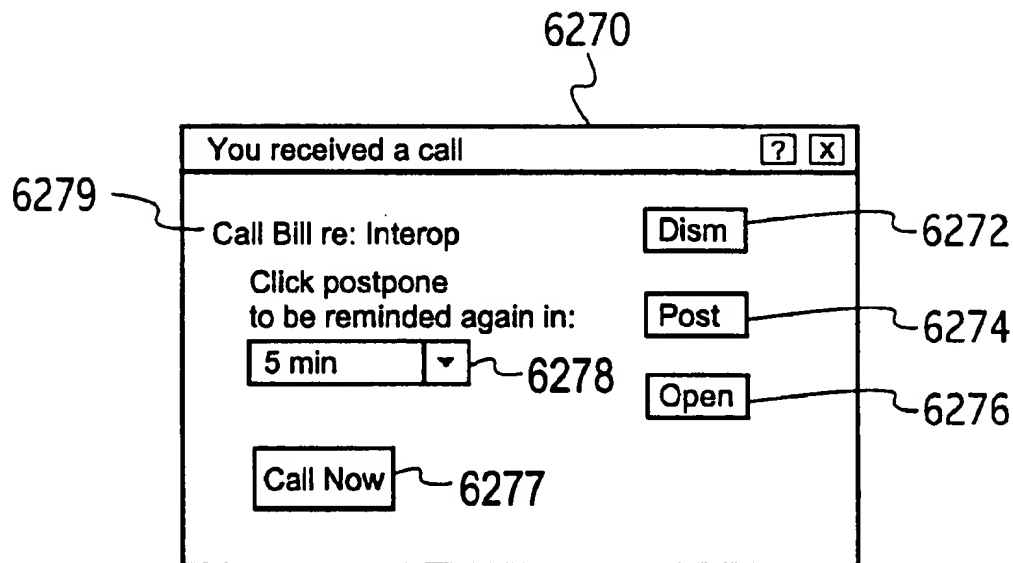 6270
You received a call ? X
6279
Call Bill re: Interop
Dism
6272
Click postpone
to be reminded again in:
Post
6274
5 min
6278
Open
6276
Call Now
6277